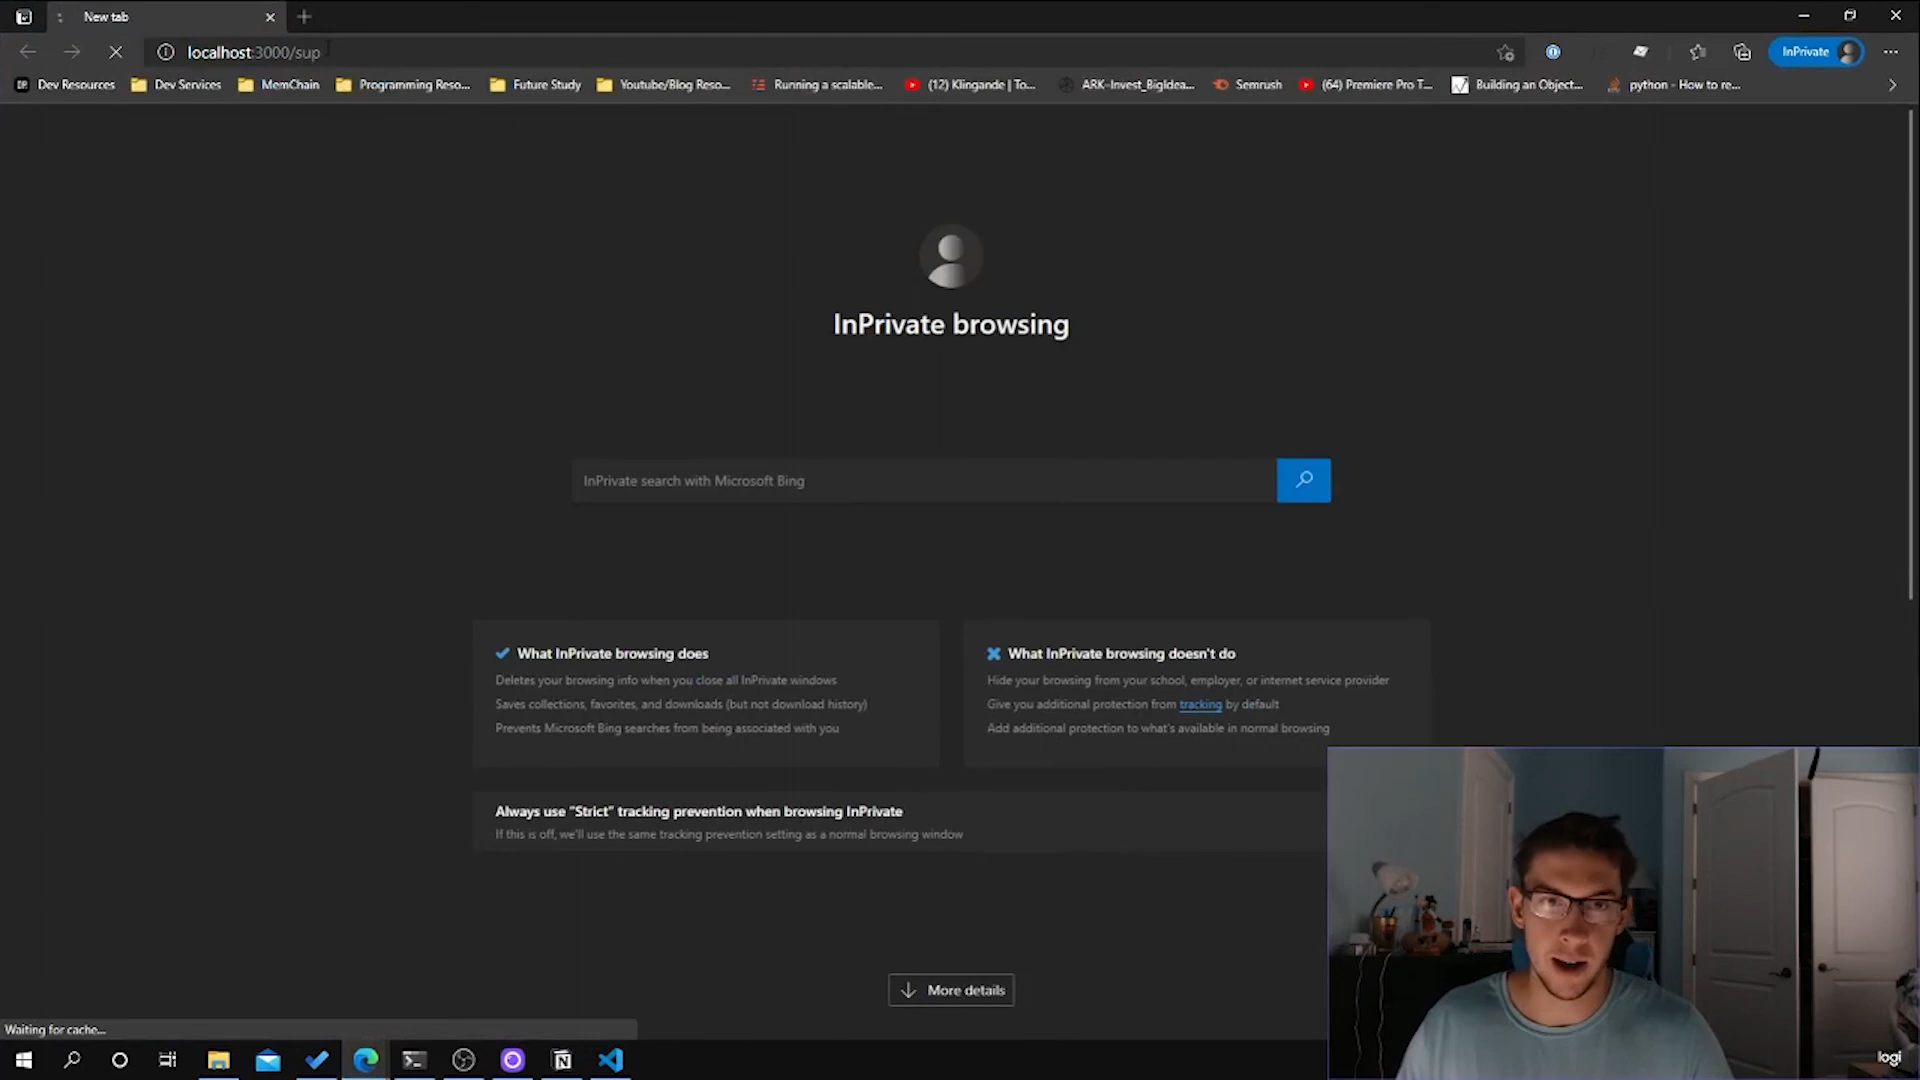 New tab
localhost:3000/sup
InPrivate
Dev Resources
Dev Services
MemChain
Programming Reso...
Future Study
Youtube/Blog Reso...
Running a scalable...
(12) Klingande | To...
ARK-Invest_BigIdea...
Semrush
(64) Premiere Pro T...
Building an Object...
python - How to re...
InPrivate browsing
InPrivate search with Microsoft Bing
What InPrivate browsing does
Deletes your browsing info when you close all InPrivate windows
Saves collections, favorites, and downloads (but not download history)
Prevents Microsoft Bing searches from being associated with you
What InPrivate browsing doesn't do
Hide your browsing from your school, employer, or internet service provider
Give you additional protection from tracking by default
Add additional protection to what's available in normal browsing
Always use "Strict" tracking prevention when browsing InPrivate
If this is off, we'll use the same tracking prevention setting as a normal browsing window
More details
Waiting for cache...
logi